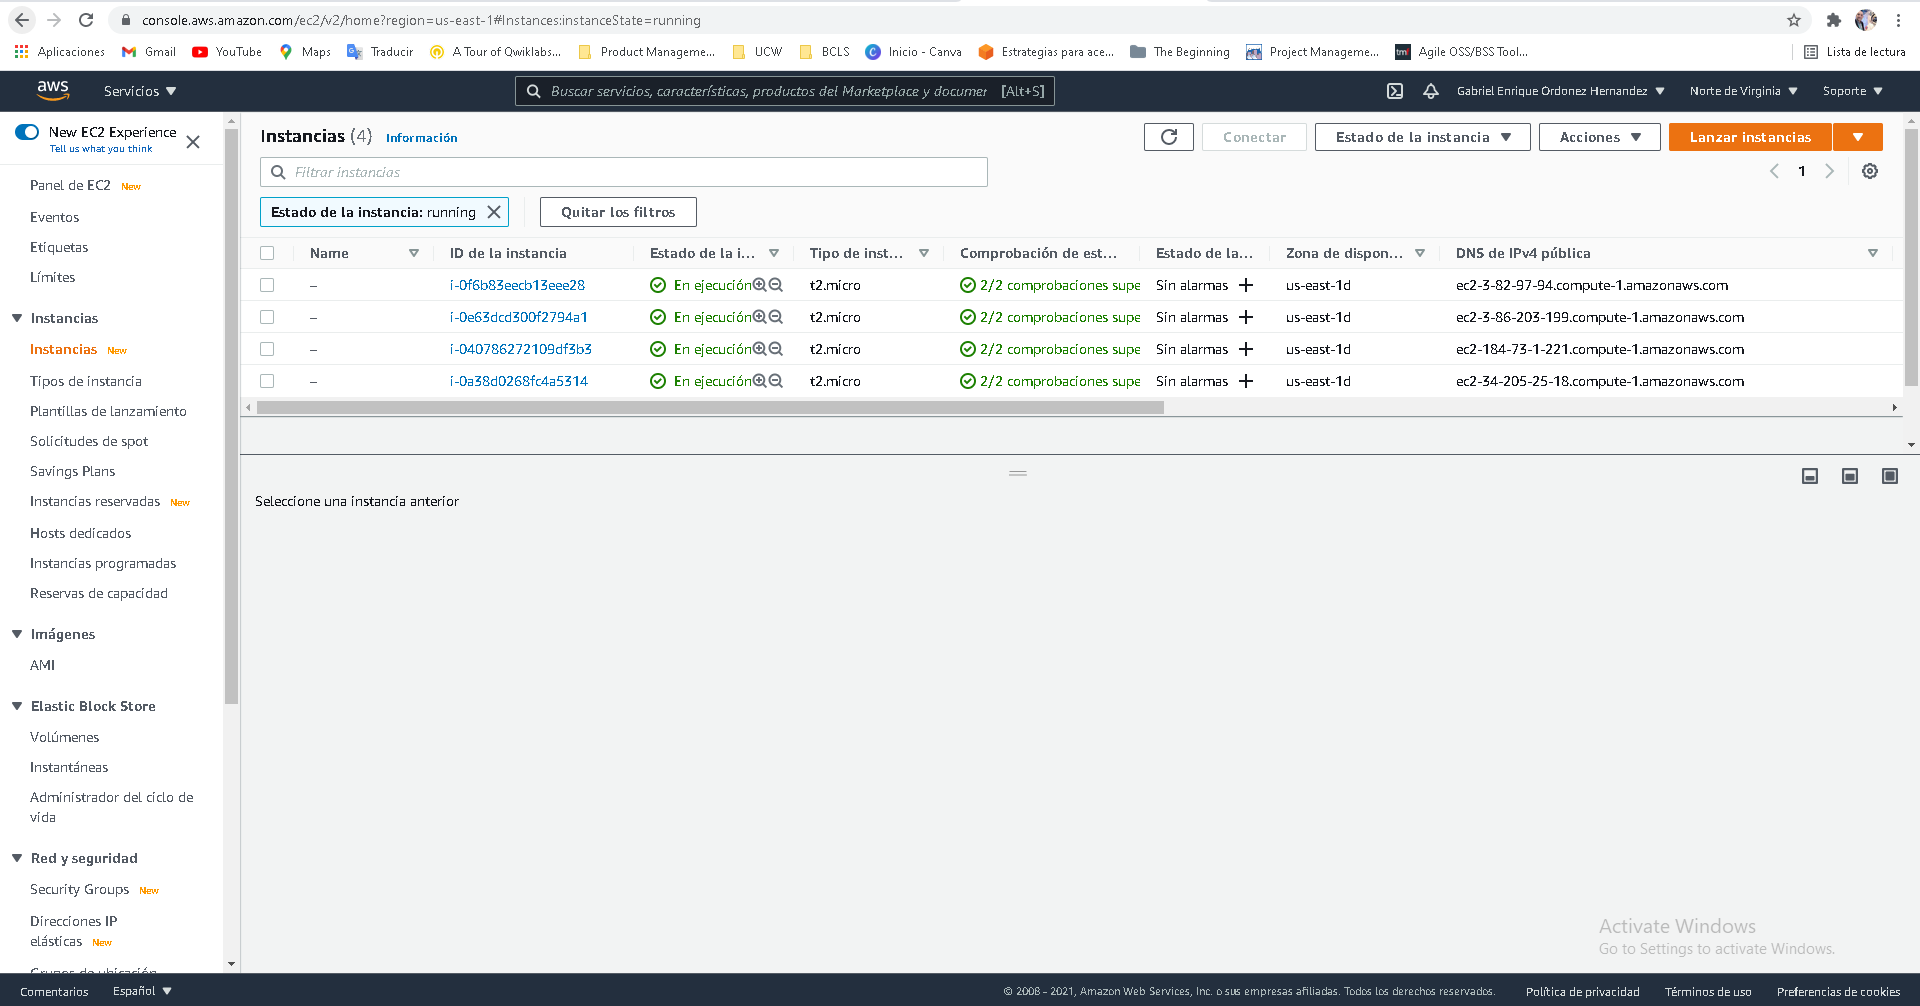 console.aws.amazon.com/ec2/v2/home?region=us-east-1#Instances:instanceState=running
Aplicaciones Gmail YouTube Maps Traducir A Tour of Qwiklabs... Product Manageme... UCW BCLS Inicio - Canva Estrategias para ace... The Beginning Project Manageme... tmf Agile OSS/BSS Tool... Lista de lectura
aws Servicios Buscar servicios, características, productos del Marketplace y documer [Alt+S] Gabriel Enrique Ordonez Hernandez Norte de Virginia Soporte
New EC2 Experience
Tell us what you think
Panel de EC2 New
Eventos
Etiquetas
Límites
Instancias
Instancias New
Tipos de instancia
Plantillas de lanzamiento
Solicitudes de spot
Savings Plans
Instancias reservadas New
Hosts dedicados
Instancias programadas
Reservas de capacidad
Imágenes
AMI
Elastic Block Store
Volúmenes
Instantáneas
Administrador del ciclo de
vida
Red y seguridad
Security Groups New
Direcciones IP
elásticas New
Grupos de ubicación
Instancias (4) Información Conectar Estado de la instancia Acciones Lanzar instancias
Filtrar instancias 1
Estado de la instancia: running Quitar los filtros
Name ID de la instancia Estado de la i... Tipo de inst... Comprobación de est... Estado de la... Zona de dispon... DNS de IPv4 pública
– i-0f6b83eecb13eee28 En ejecución t2.micro 2/2 comprobaciones supe Sin alarmas us-east-1d ec2-3-82-97-94.compute-1.amazonaws.com
– i-0e63dcd300f2794a1 En ejecución t2.micro 2/2 comprobaciones supe Sin alarmas us-east-1d ec2-3-86-203-199.compute-1.amazonaws.com
– i-040786272109df3b3 En ejecución t2.micro 2/2 comprobaciones supe Sin alarmas us-east-1d ec2-184-73-1-221.compute-1.amazonaws.com
– i-0a38d0268fc4a5314 En ejecución t2.micro 2/2 comprobaciones supe Sin alarmas us-east-1d ec2-34-205-25-18.compute-1.amazonaws.com
Seleccione una instancia anterior
Activate Windows
Go to Settings to activate Windows.
Comentarios Español © 2008 - 2021, Amazon Web Services, Inc. o sus empresas afiliadas. Todos los derechos reservados. Política de privacidad Términos de uso Preferencias de cookies